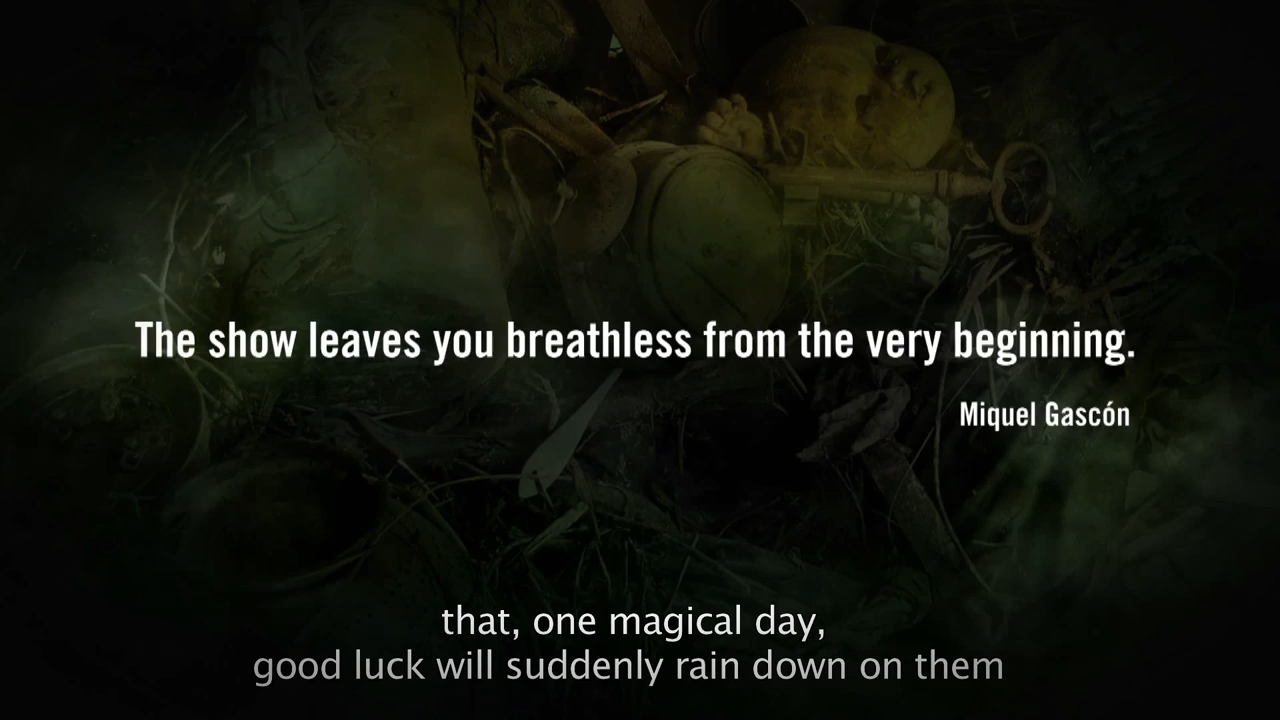 The show leaves you breathless from the very beginning.
Miquel Gascón
that, one magical day,
good luck will suddenly rain down on them